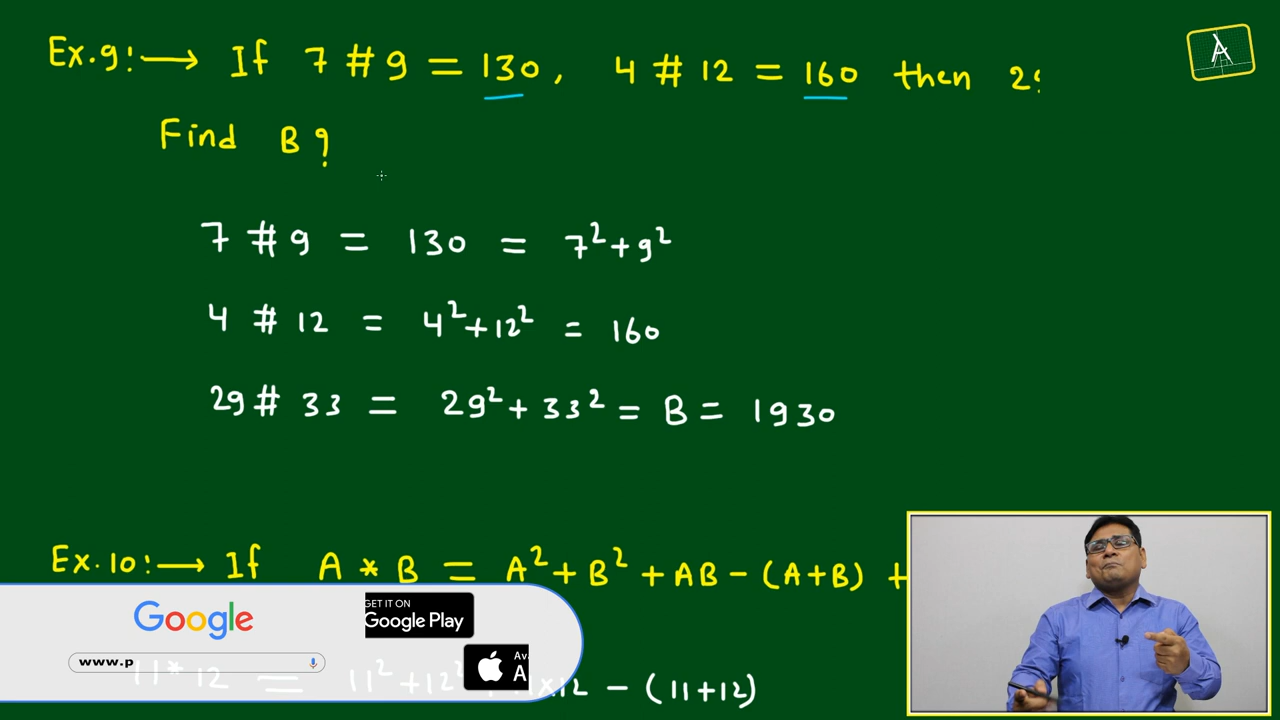 Ex.9:→ If 7 # 9 = 130, 4 # 12 = 160 then
Find B?
7 # 9 = 130 = 7²+9²
4 # 12 = 4²+12² = 160
29 # 33 = 29²+33² = B = 1930
Ex.10:→ If A * B = A²+B²+AB-(A+B) +
Google
GET IT ON
Google Play
www.p
A
11*12 = 11²+12² 12 - (11+12)